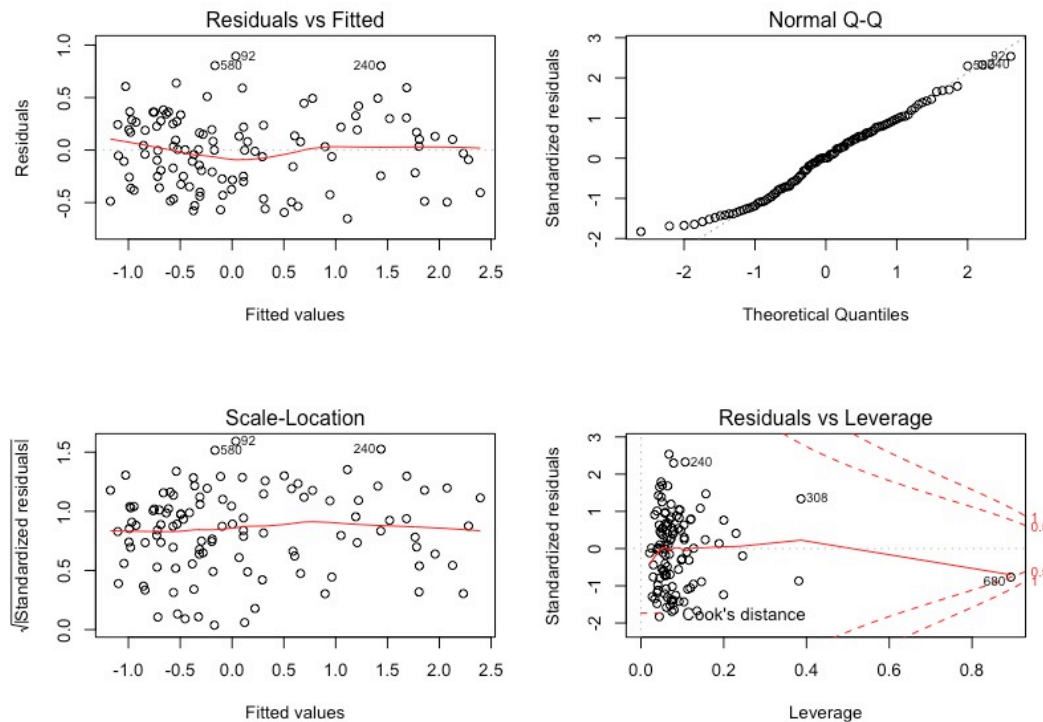 Residuals vs Fitted
Residuals
1.0
0.5
0.0
-0.5
92
580
240
-1.0 -0.5 0.0 0.5 1.0 1.5 2.0 2.5
Fitted values
Normal Q-Q
Standardized residuals
3
2
1
0
-1
-2
92
240
-2 -1 0 1 2
Theoretical Quantiles
Scale-Location
√|Standardized residuals|
1.5
1.0
0.5
0.0
92
580
240
-1.0 -0.5 0.0 0.5 1.0 1.5 2.0 2.5
Fitted values
Residuals vs Leverage
Standardized residuals
3
2
1
0
-1
-2
240
308
680
1
0.5
1
Cook's distance
0.0 0.2 0.4 0.6 0.8
Leverage